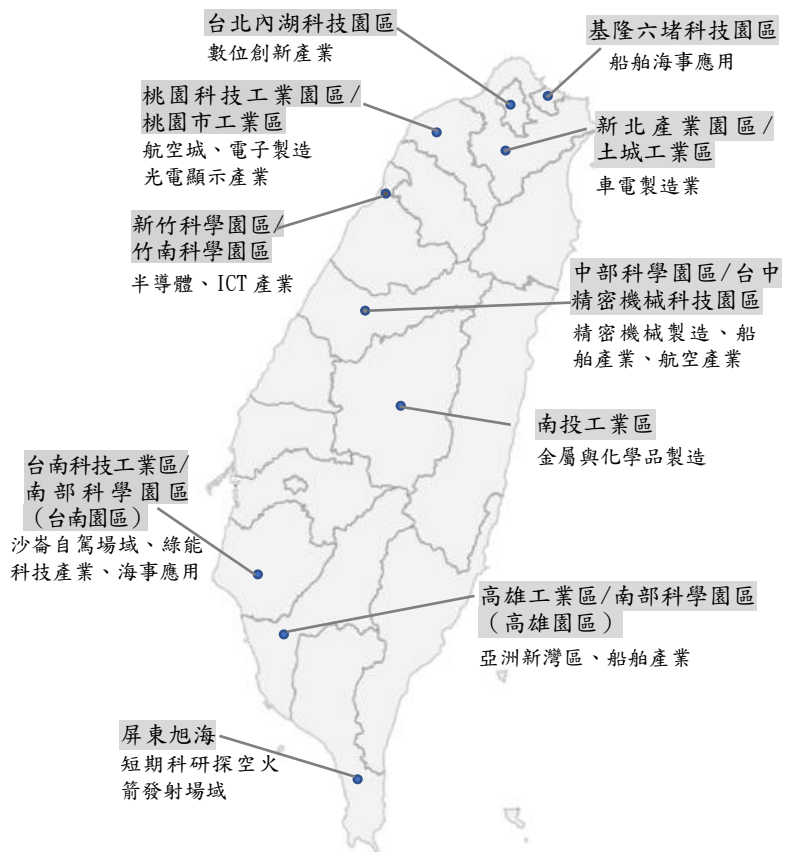 台北內湖科技園區
數位創新產業
基隆六堵科技園區
船舶海事應用
桃園科技工業園區/
桃園市工業區
航空城、電子製造
光電顯示產業
新北產業園區/
土城工業區
車電製造業
新竹科學園區/
竹南科學園區
半導體、ICT 產業
中部科學園區/台中
精密機械科技園區
精密機械製造、船
舶產業、航空產業
南投工業區
金屬與化學品製造
台南科技工業區/
南部科學園區
（台南園區）
沙崙自駕場域、綠能
科技產業、海事應用
高雄工業區/南部科學園區
（高雄園區）
亞洲新灣區、船舶產業
屏東旭海
短期科研探空火
箭發射場域